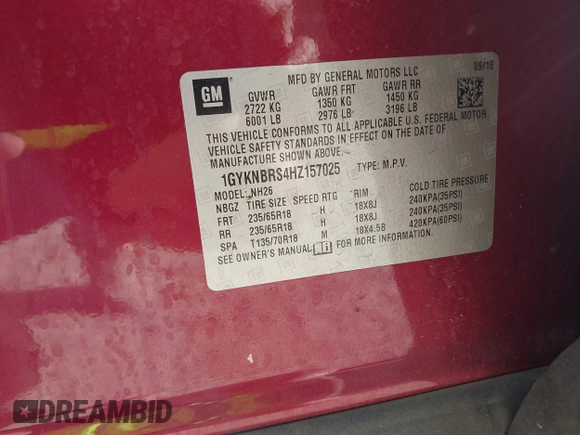 GM
MFD BY GENERAL MOTORS LLC
09/16
GVWR GAWR FRT GAWR RR
2722 KG 1350 KG 1450 KG
6001 LB 2976 LB 3196 LB
THIS VEHICLE CONFORMS TO ALL APPLICABLE U.S. FEDERAL MOTOR
VEHICLE SAFETY STANDARDS IN EFFECT ON THE DATE OF
MANUFACTURE SHOWN ABOVE.
1GYKNBRS4HZ157025 TYPE: M.P.V.
MODEL: NH26
NBGZ TIRE SIZE SPEED RTG RIM COLD TIRE PRESSURE
FRT 235/65R18 H 18X8J 240KPA(35PSI)
RR 235/65R18 H 18X8J 240KPA(35PSI)
SPA T135/70R18 M 18X4.5B 420KPA(60PSI)
SEE OWNER'S MANUAL FOR MORE INFORMATION.
DREAMBID